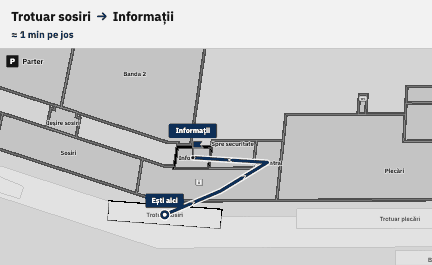 Trotuar sosiri → Informații
≈ 1 min pe jos
P Parter
Banda 2
Ieșire sosiri
Informații
Spre securitate
Info
Sosiri
Plecări
Ești aici
Trotuar plecări